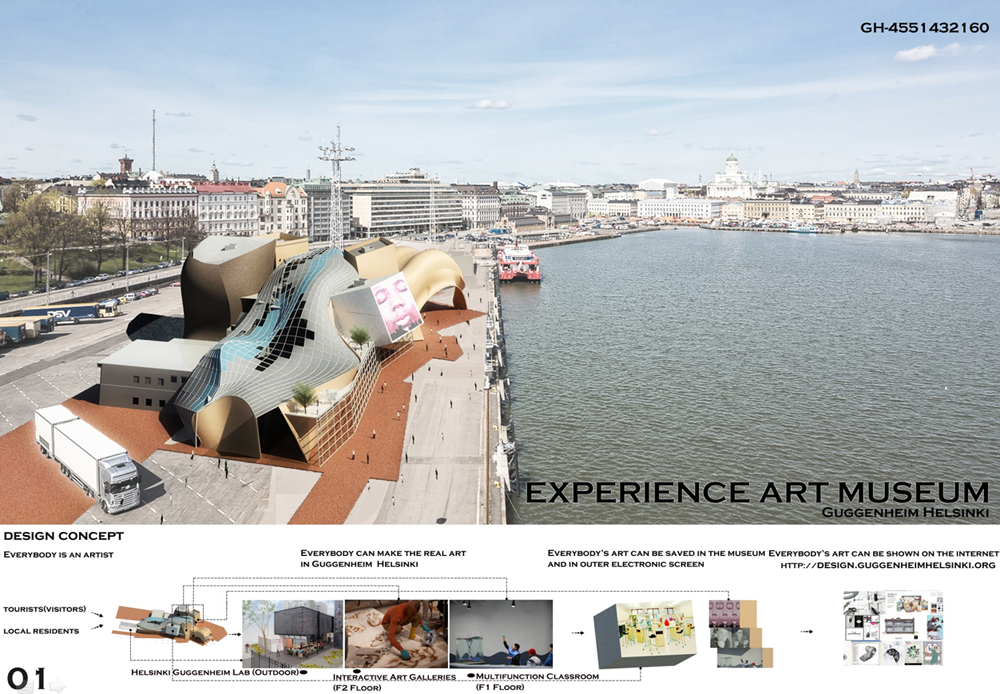 GH-4551432160
DSV
EXPERIENCE ART MUSEUM
GUGGENHEIM HELSINKI
DESIGN CONCEPT
EVERYBODY IS AN ARTIST
EVERYBODY CAN MAKE THE REAL ART
IN GUGGENHEIM HELSINKI
EVERYBODY'S ART CAN BE SAVED IN THE MUSEUM
AND IN OUTER ELECTRONIC SCREEN
EVERYBODY'S ART CAN BE SHOWN ON THE INTERNET
HTTP://DESIGN.GUGGENHEIMHELSINKI.ORG
TOURISTS(VISITORS)
LOCAL RESIDENTS
HELSINKI GUGGENHEIM LAB (OUTDOOR)
INTERACTIVE ART GALLERIES
(F2 FLOOR)
MULTIFUNCTION CLASSROOM
(F1 FLOOR)
01